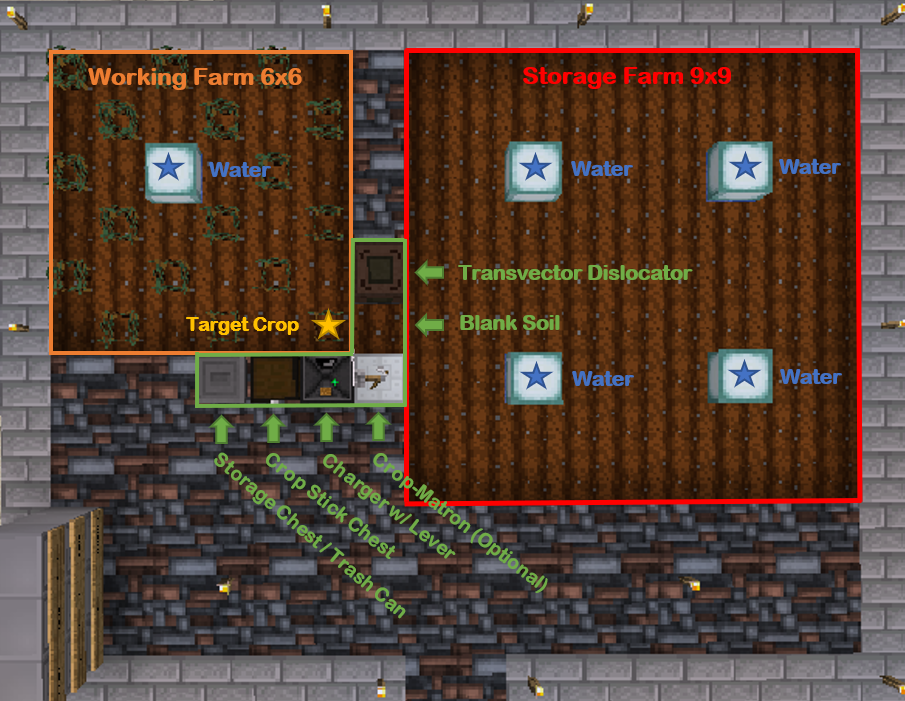 Working Farm 6x6
Storage Farm 9x9
Water
Water
Water
Transvector Dislocator
Target Crop
Blank Soil
Water
Water
Storage Chest / Trash Can
Crop Stick Chest
Charger w/ Lever
Crop-Matron (Optional)